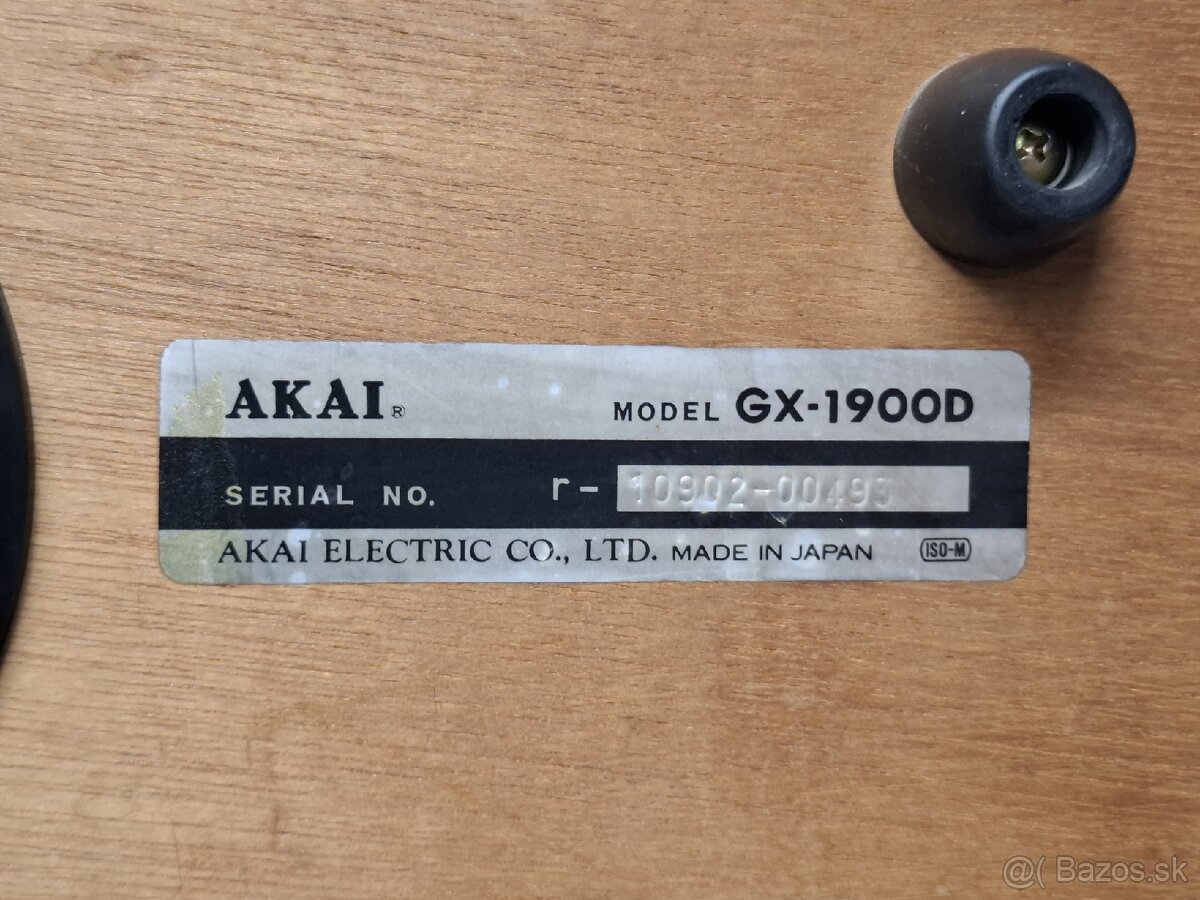 AKAI® MODEL GX-1900D
SERIAL NO. r- 10902-00493
AKAI ELECTRIC CO., LTD. MADE IN JAPAN ISO-M
@( Bazos.sk